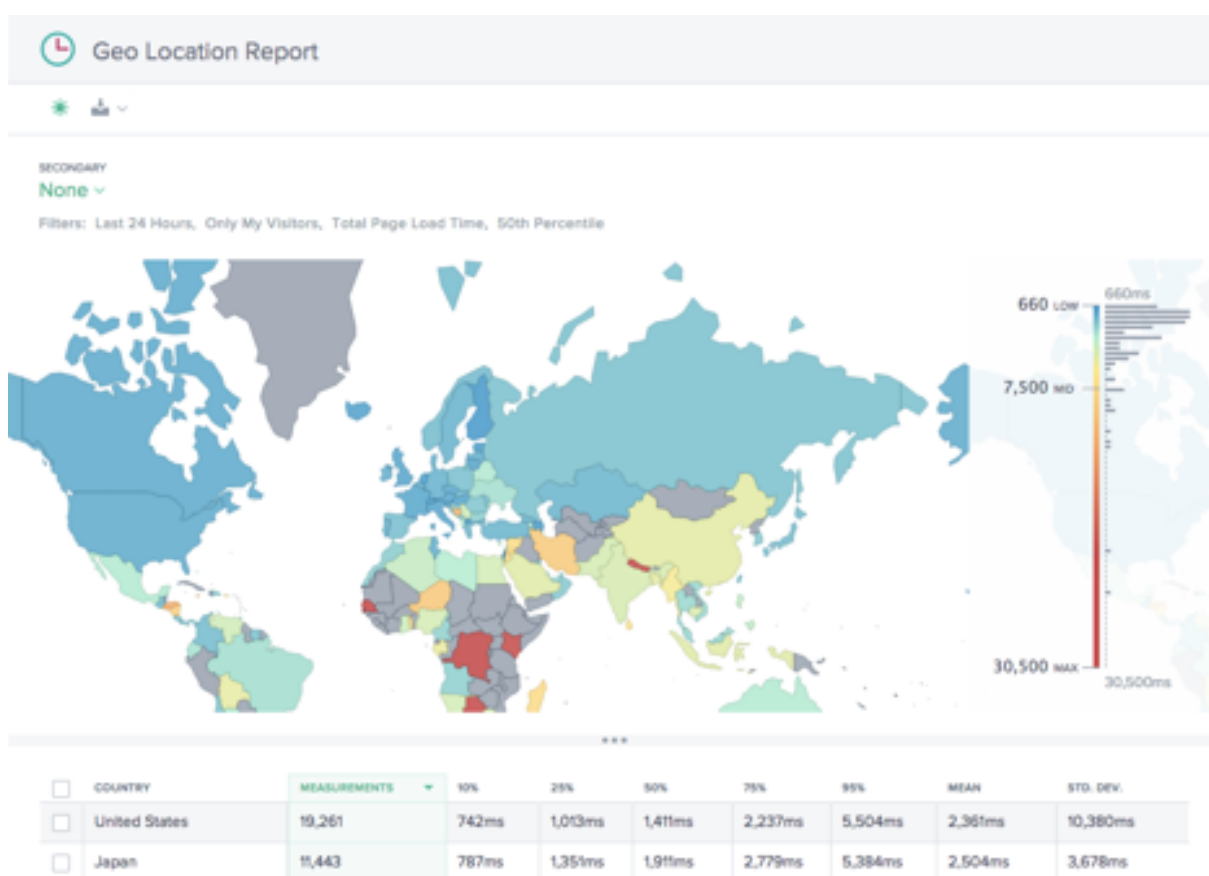 Geo Location Report
SECONDARY
None
Filters: Last 24 Hours, Only My Visitors, Total Page Load Time, 50th Percentile
660 LOW
660ms
7,500 MID
30,500 MAX
30,500ms
COUNTRY MEASUREMENTS 10% 25% 50% 75% 95% MEAN STD. DEV.
United States 19,261 742ms 1,013ms 1,411ms 2,237ms 5,504ms 2,361ms 10,380ms
Japan 11,443 787ms 1,351ms 1,911ms 2,779ms 5,384ms 2,504ms 3,678ms